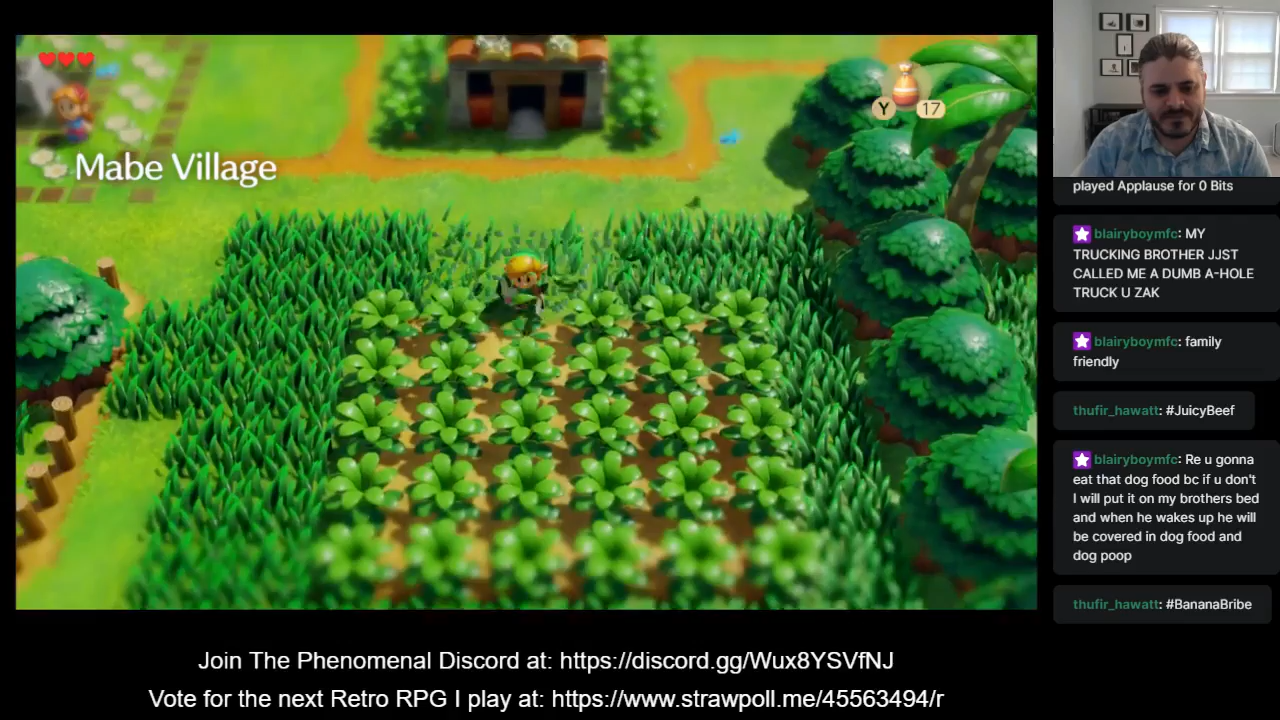 Mabe Village
Y
17
played Applause for 0 Bits
blairyboymfc: MY
TRUCKING BROTHER JJST
CALLED ME A DUMB A-HOLE
TRUCK U ZAK
blairyboymfc: family
friendly
thufir_hawatt: #JuicyBeef
blairyboymfc: Re u gonna
eat that dog food bc if u don't
I will put it on my brothers bed
and when he wakes up he will
be covered in dog food and
dog poop
thufir_hawatt: #BananaBribe
Join The Phenomenal Discord at: https://discord.gg/Wux8YSVfNJ
Vote for the next Retro RPG I play at: https://www.strawpoll.me/45563494/r